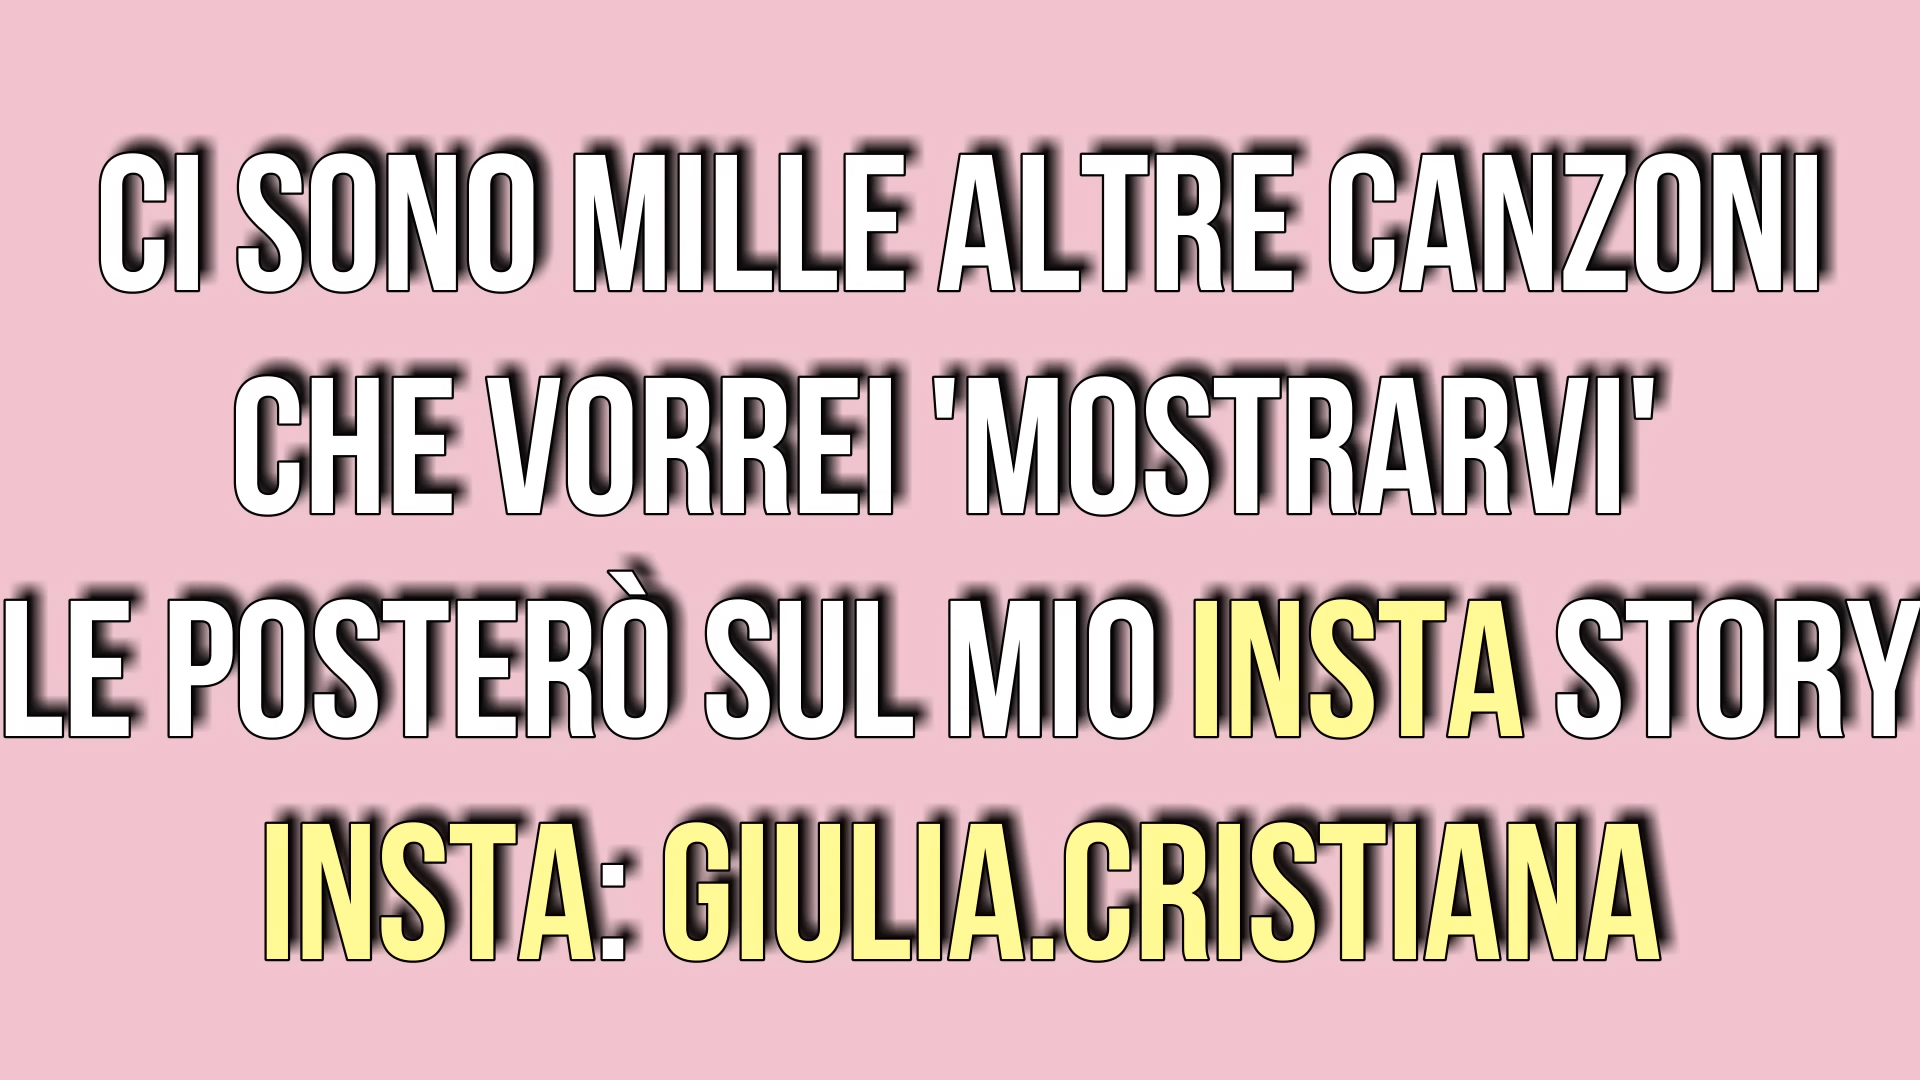 CI SONO MILLE ALTRE CANZONI
CHE VORREI 'MOSTRARVI'
LE POSTERÒ SUL MIO INSTA STORY
INSTA: GIULIA.CRISTIANA